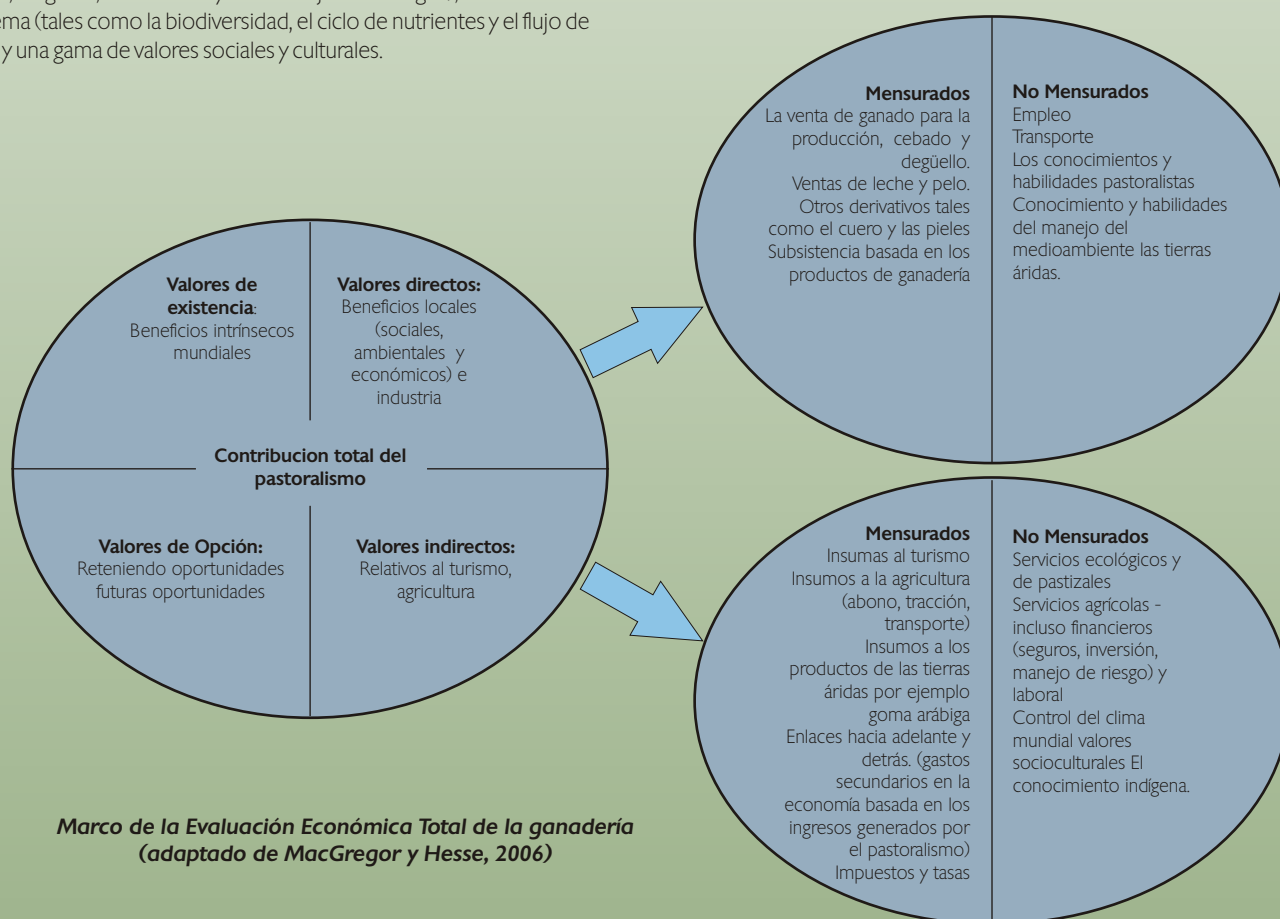 ema (tales como la biodiversidad, el ciclo de nutrientes y el flujo de
y una gama de valores sociales y culturales.
Valores de
existencia:
Beneficios intrínsecos
mundiales
Valores directos:
Beneficios locales
(sociales,
ambientales y
económicos) e
industria
Contribucion total del
pastoralismo
Valores de Opción:
Reteniendo oportunidades
futuras oportunidades
Valores indirectos:
Relativos al turismo,
agricultura
Mensurados
La venta de ganado para la
producción, cebado y
degüello.
Ventas de leche y pelo.
Otros derivativos tales
como el cuero y las pieles
Subsistencia basada en los
productos de ganadería
No Mensurados
Empleo
Transporte
Los conocimientos y
habilidades pastoralistas
Conocimiento y habilidades
del manejo del
medioambiente las tierras
áridas.
Mensurados
Insumas al turismo
Insumos a la agricultura
(abono, tracción,
transporte)
Insumos a los
productos de las tierras
áridas por ejemplo
goma arábiga
Enlaces hacia adelante y
detrás. (gastos
secundarios en la
economía basada en los
ingresos generados por
el pastoralismo)
Impuestos y tasas
No Mensurados
Servicios ecológicos y
de pastizales
Servicios agrícolas -
incluso financieros
(seguros, inversión,
manejo de riesgo) y
laboral
Control del clima
mundial valores
socioculturales El
conocimiento indígena.
Marco de la Evaluación Económica Total de la ganadería
(adaptado de MacGregor y Hesse, 2006)